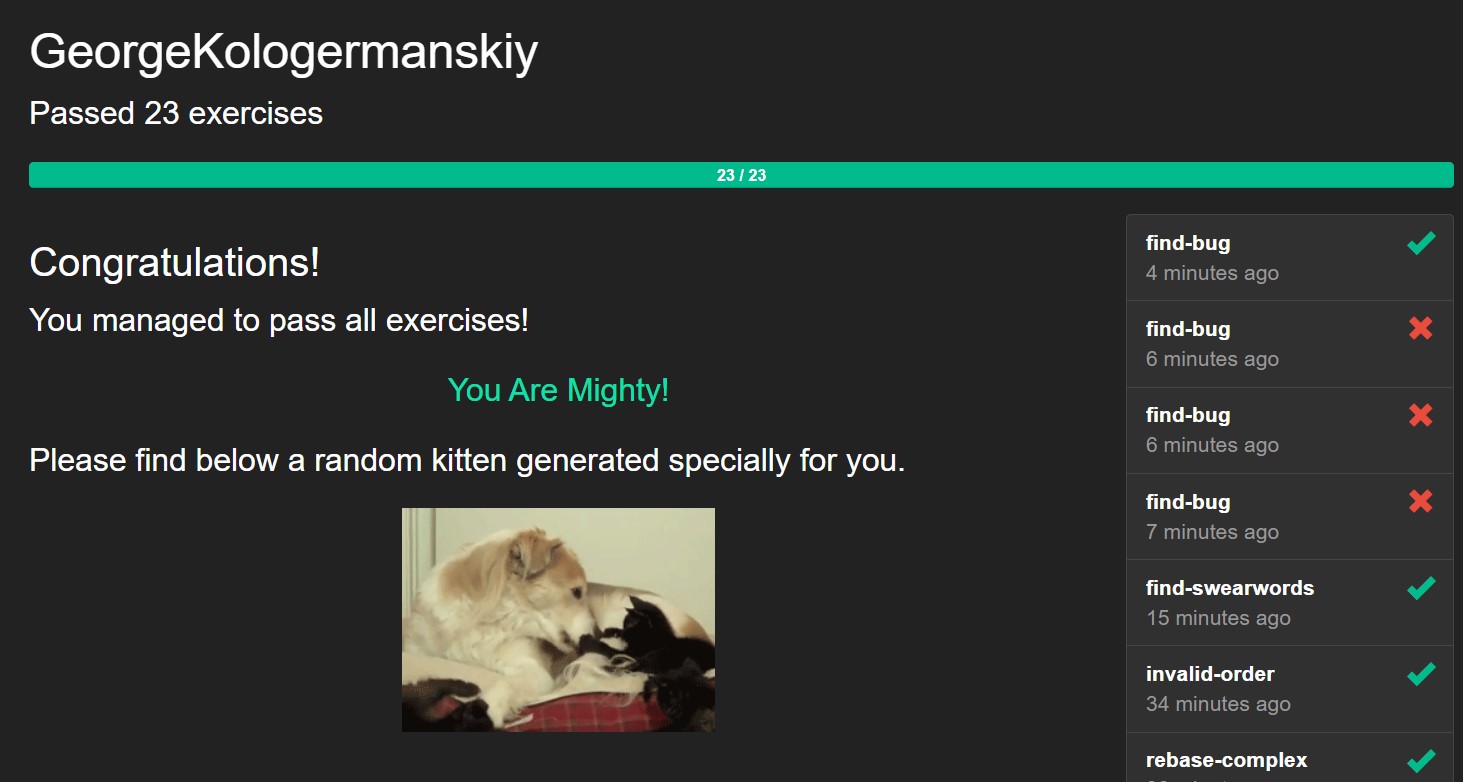 GeorgeKologermanskiy
Passed 23 exercises
23 / 23
Congratulations!
You managed to pass all exercises!
You Are Mighty!
Please find below a random kitten generated specially for you.
find-bug
4 minutes ago
find-bug
6 minutes ago
find-bug
6 minutes ago
find-bug
7 minutes ago
find-swearwords
15 minutes ago
invalid-order
34 minutes ago
rebase-complex